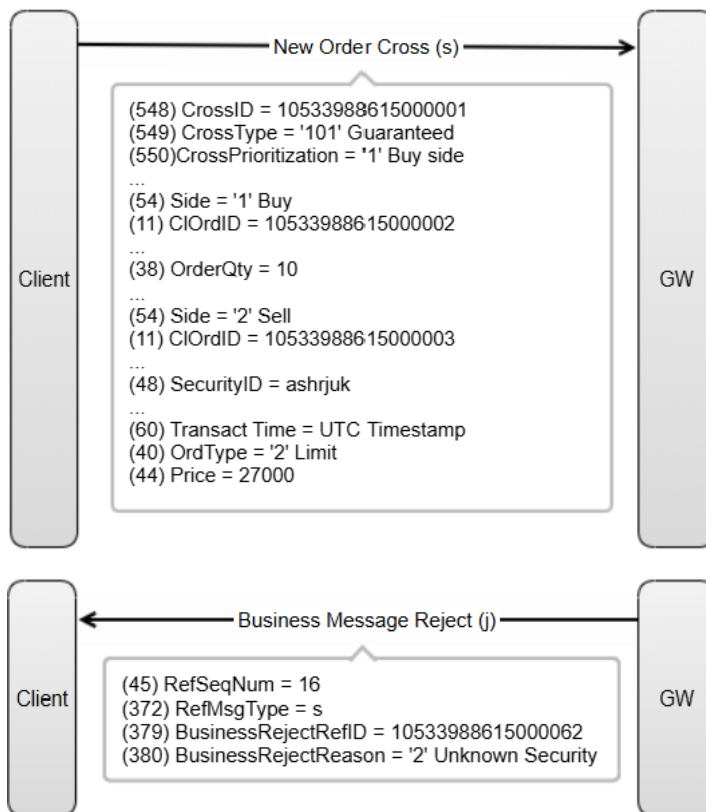 New Order Cross (s)
(548) CrossID = 10533988615000001
(549) CrossType = '101' Guaranteed
(550)CrossPrioritization = '1' Buy side
...
(54) Side = '1' Buy
(11) ClOrdID = 10533988615000002
...
(38) OrderQty = 10
...
(54) Side = '2' Sell
(11) ClOrdID = 10533988615000003
...
(48) SecurityID = ashrjuk
...
(60) Transact Time = UTC Timestamp
(40) OrdType = '2' Limit
(44) Price = 27000
Client
GW
Business Message Reject (j)
(45) RefSeqNum = 16
(372) RefMsgType = s
(379) BusinessRejectRefID = 10533988615000062
(380) BusinessRejectReason = '2' Unknown Security
Client
GW